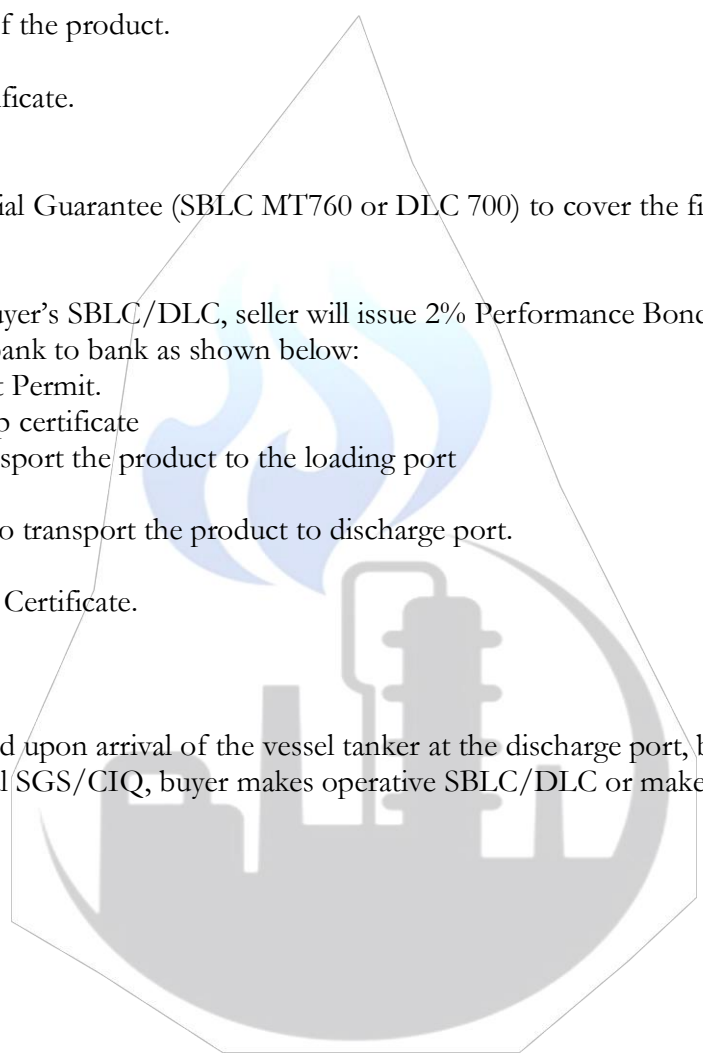 f the product.
ificate.
ial Guarantee (SBLC MT760 or DLC 700) to cover the fi
uyer's SBLC/DLC, seller will issue 2% Performance Bond
bank to bank as shown below:
t Permit.
p certificate
sport the product to the loading port
o transport the product to discharge port.
Certificate.
d upon arrival of the vessel tanker at the discharge port, b
l SGS/CIQ, buyer makes operative SBLC/DLC or make